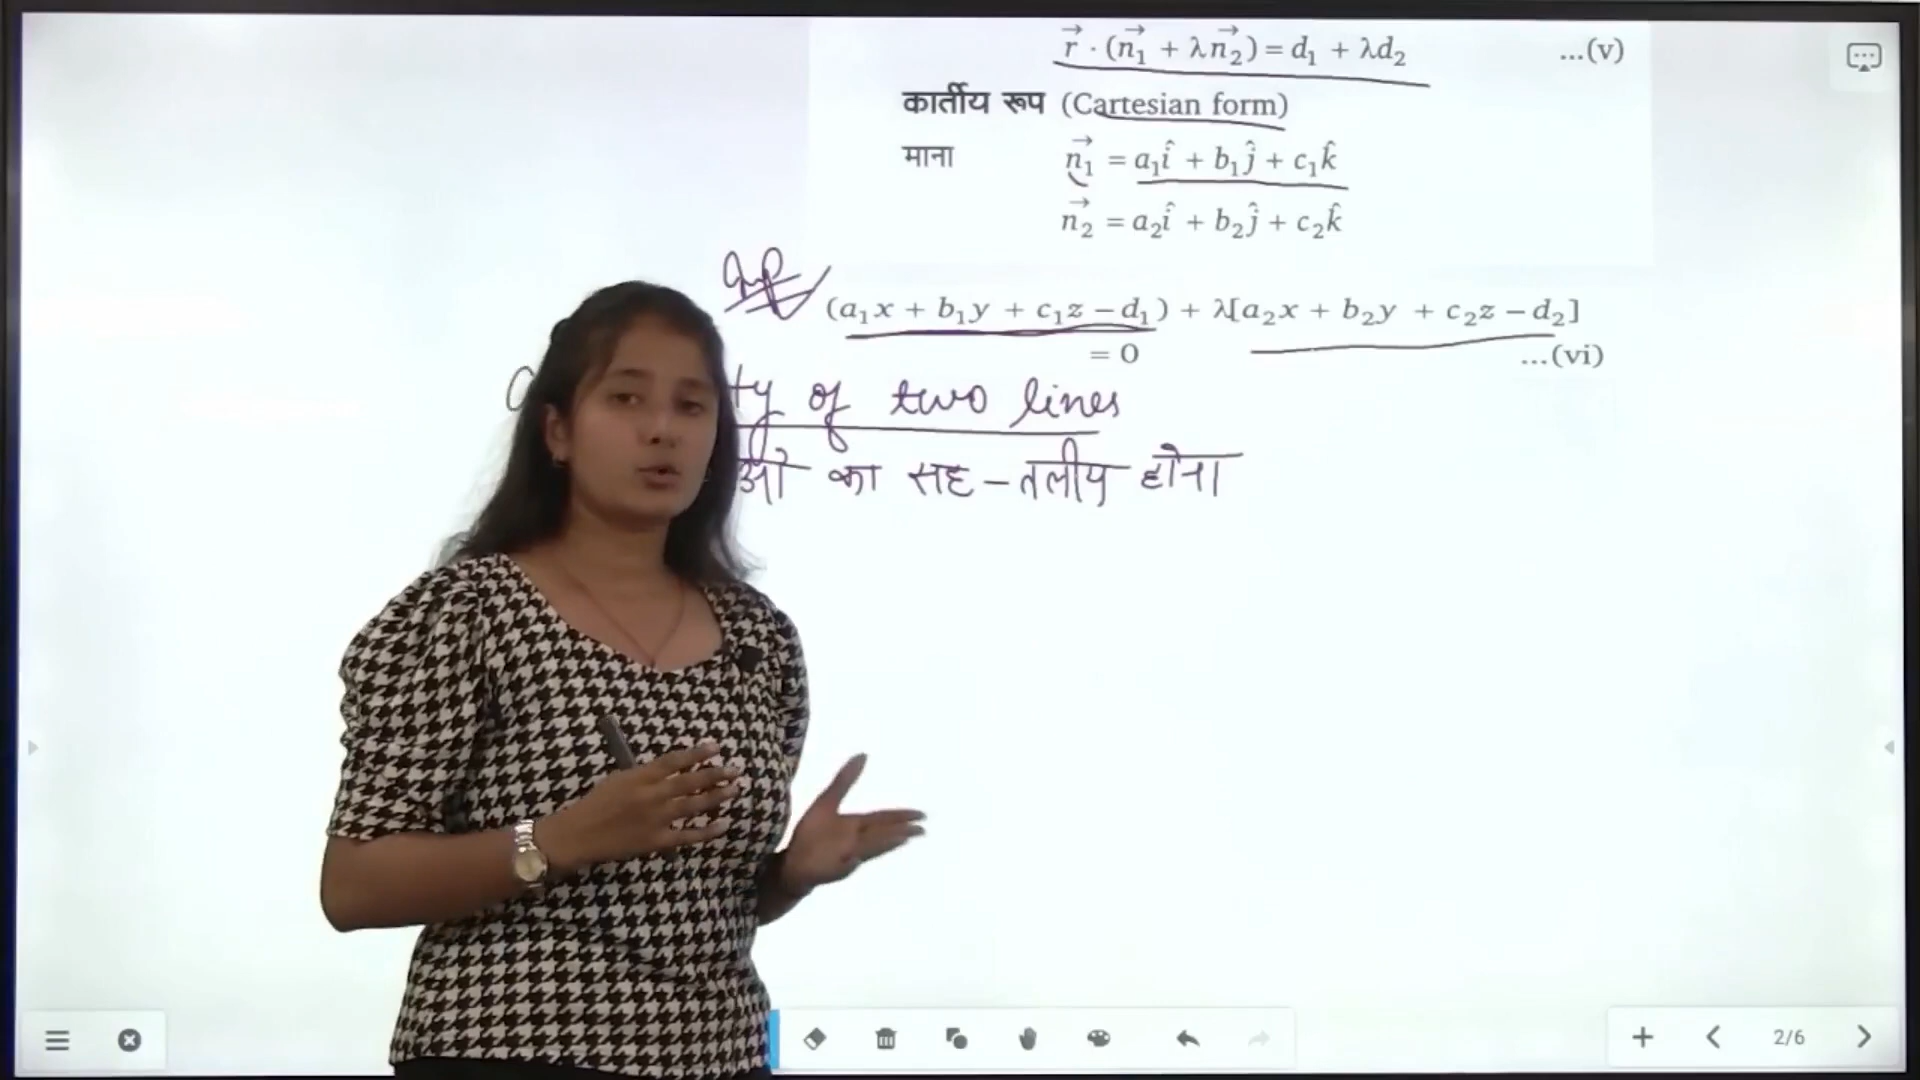 r⃗ · (n₁⃗ + λn₂⃗) = d₁ + λd₂ ...(v)
कार्तीय रूप (Cartesian form)
माना n₁⃗ = a₁î + b₁ĵ + c₁k̂
n₂⃗ = a₂î + b₂ĵ + c₂k̂
(a₁x + b₁y + c₁z – d₁) + λ[a₂x + b₂y + c₂z – d₂]
= 0 ...(vi)
of two lines
का सह-तलीय होना
2/6